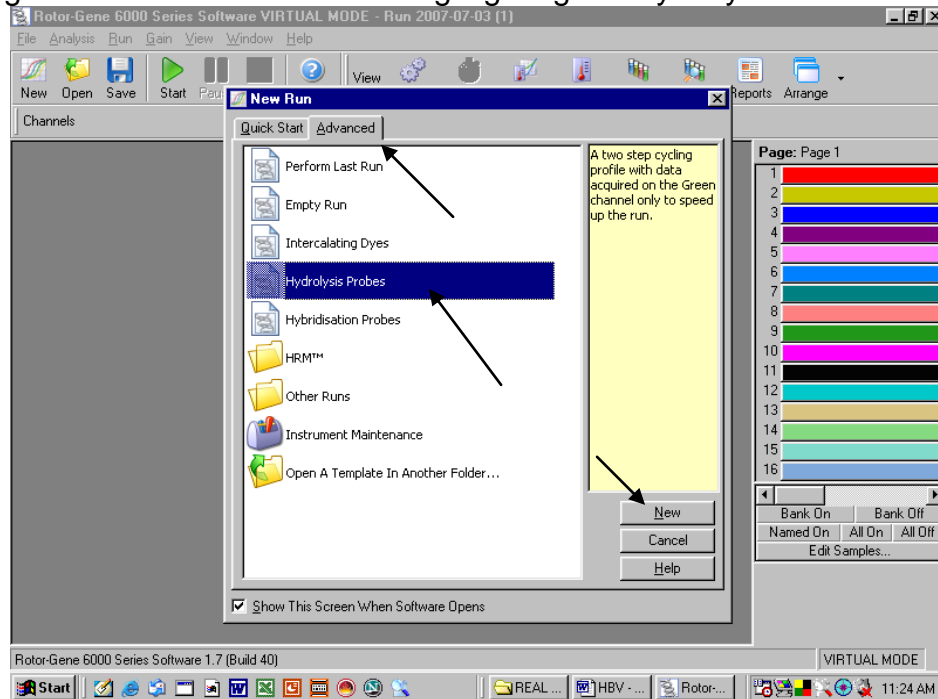 Rotor-Gene 6000 Series Software VIRTUAL MODE - Run 2007-07-03 (1)
File Analysis Run Gain View Window Help
New Open Save Start View Reports Arrange
Channels
New Run
Quick Start Advanced
Perform Last Run
Empty Run
Intercalating Dyes
Hydrolysis Probes
Hybridisation Probes
HRM™
Other Runs
Instrument Maintenance
Open A Template In Another Folder...
A two step cycling
profile with data
acquired on the Green
channel only to speed
up the run.
New
Cancel
Help
Show This Screen When Software Opens
Page: Page 1
1
2
3
4
5
6
7
8
9
10
11
12
13
14
15
16
Bank On Bank Off
Named On All On All Off
Edit Samples...
Rotor-Gene 6000 Series Software 1.7 (Build 40) VIRTUAL MODE
Start REAL ... HBV - ... Rotor-... 11:24 AM